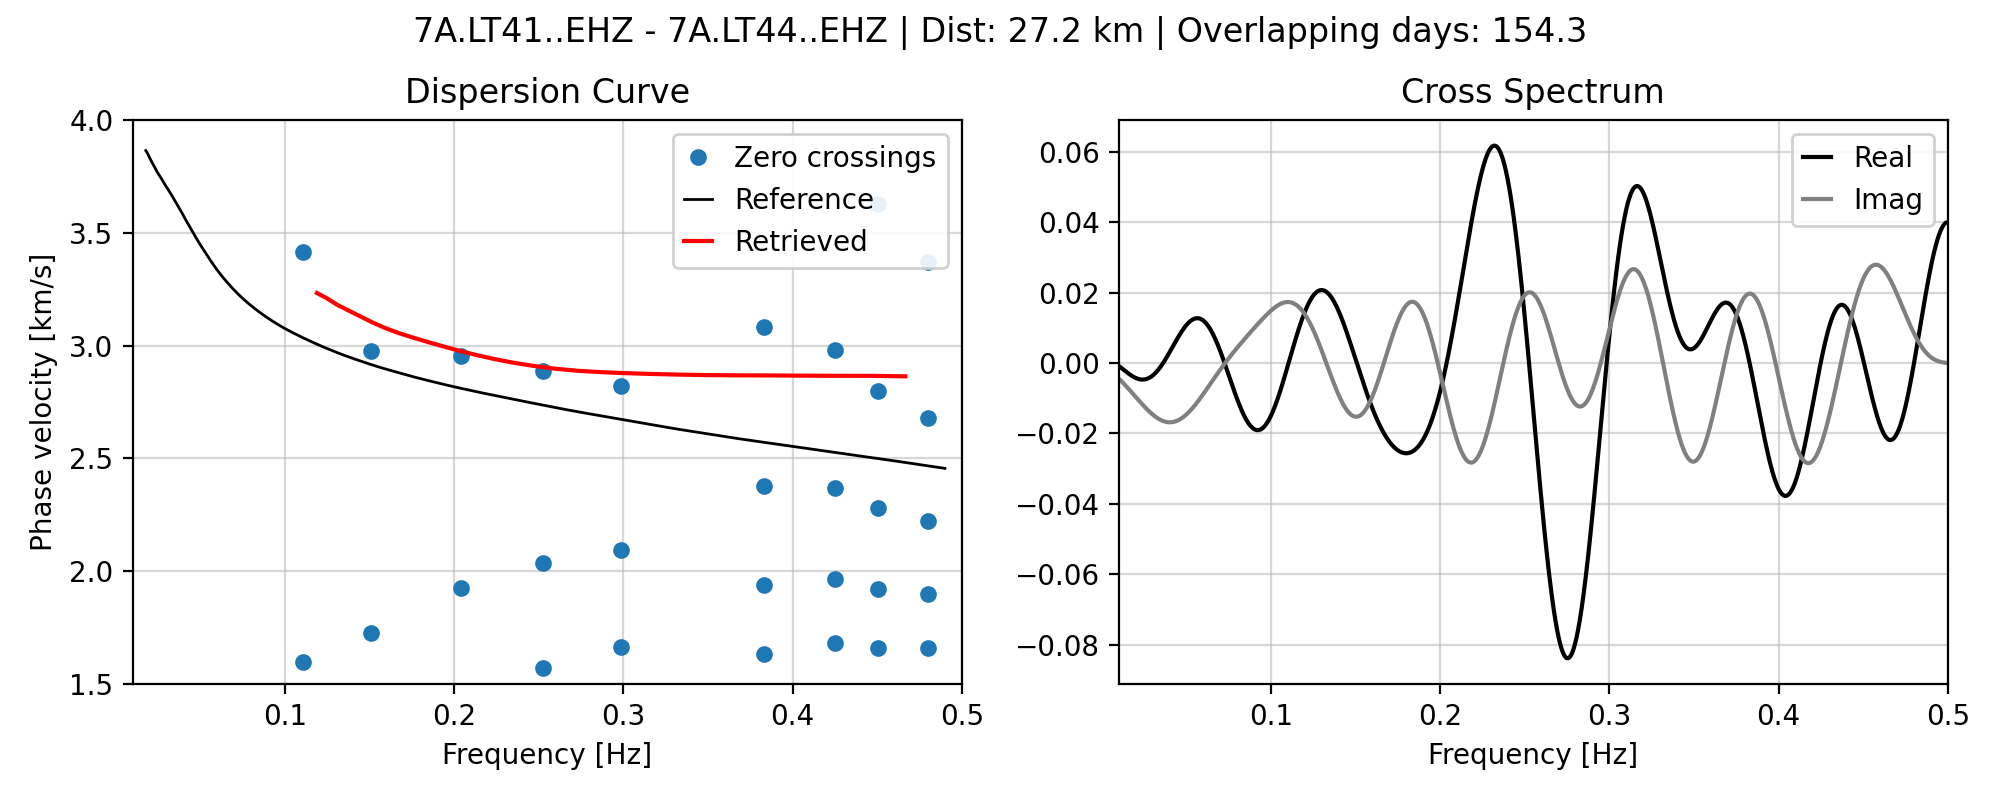 7A.LT41..EHZ - 7A.LT44..EHZ | Dist: 27.2 km | Overlapping days: 154.3
Dispersion Curve
4.0
3.5
3.0
2.5
2.0
1.5
Phase velocity [km/s]
Zero crossings
Reference
Retrieved
0.1
0.2
0.3
0.4
0.5
Frequency [Hz]
Cross Spectrum
0.06
0.04
0.02
0.00
−0.02
−0.04
−0.06
−0.08
Real
Imag
0.1
0.2
0.3
0.4
0.5
Frequency [Hz]